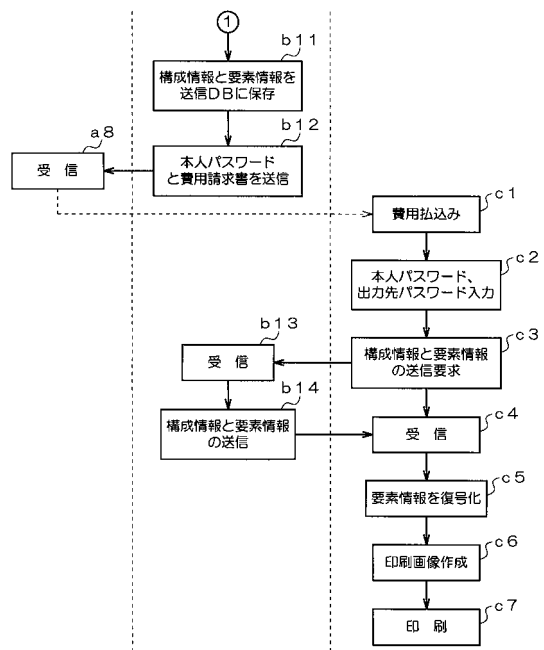 1
b11
構成情報と要素情報を
送信DBに保存
b12
本人パスワード
と費用請求書を送信
a8
受 信
c1
費用払込み
c2
本人パスワード、
出力先パスワード入力
c3
構成情報と要素情報
の送信要求
b13
受 信
b14
構成情報と要素情報
の送信
c4
受 信
c5
要素情報を復号化
c6
印刷画像作成
c7
印 刷